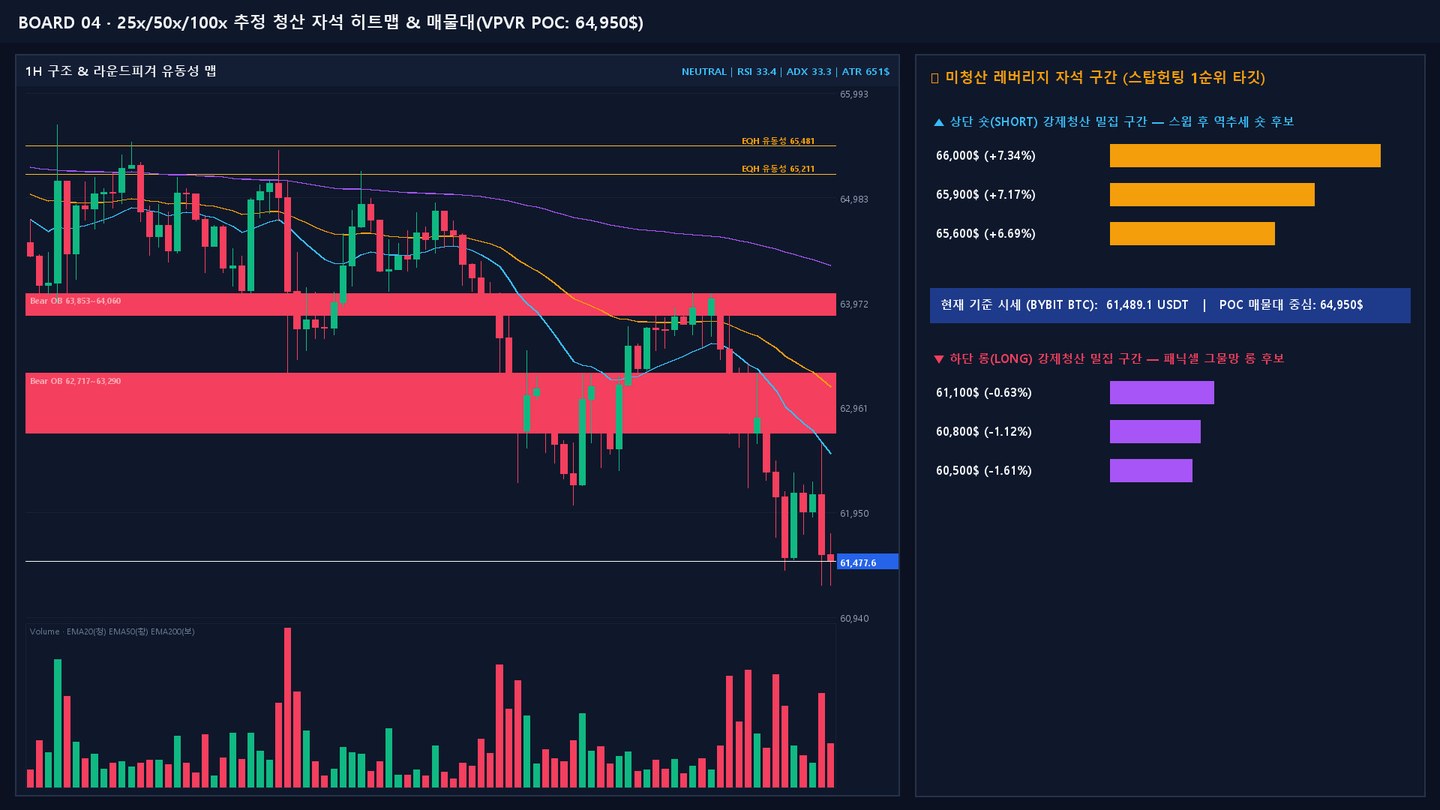 BOARD 04 · 25x/50x/100x 추정 청산 자석 히트맵 & 매물대(VPVR POC: 64,950$)
1H 구조 & 라운드피겨 유동성 맵
NEUTRAL | RSI 33.4 | ADX 33.3 | ATR 651$
65,993
EQH 유동성 65,481
EQH 유동성 65,211
64,983
Bear OB 63,853~64,060
63,972
Bear OB 62,717~63,290
62,961
61,950
61,477.6
60,940
Volume · EMA20(청) EMA50(황) EMA200(보)
미청산 레버리지 자석 구간 (스탑헌팅 1순위 타깃)
▲ 상단 숏(SHORT) 강제청산 밀집 구간 — 스윕 후 역추세 숏 후보
66,000$ (+7.34%)
65,900$ (+7.17%)
65,600$ (+6.69%)
현재 기준 시세 (BYBIT BTC): 61,489.1 USDT | POC 매물대 중심: 64,950$
▼ 하단 롱(LONG) 강제청산 밀집 구간 — 패닉셀 그물망 롱 후보
61,100$ (-0.63%)
60,800$ (-1.12%)
60,500$ (-1.61%)